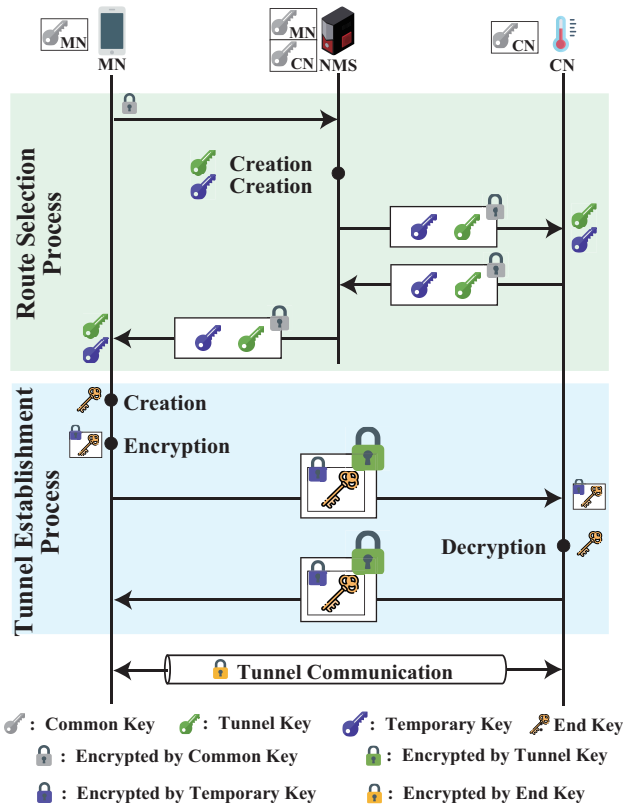 MN
MN
MN
CN
NMS
CN
CN
Route Selection
Process
Creation
Creation
Tunnel Establishment
Process
Creation
Encryption
Decryption
Tunnel Communication
: Common Key
: Tunnel Key
: Temporary Key
End Key
: Encrypted by Common Key
: Encrypted by Tunnel Key
: Encrypted by Temporary Key
: Encrypted by End Key